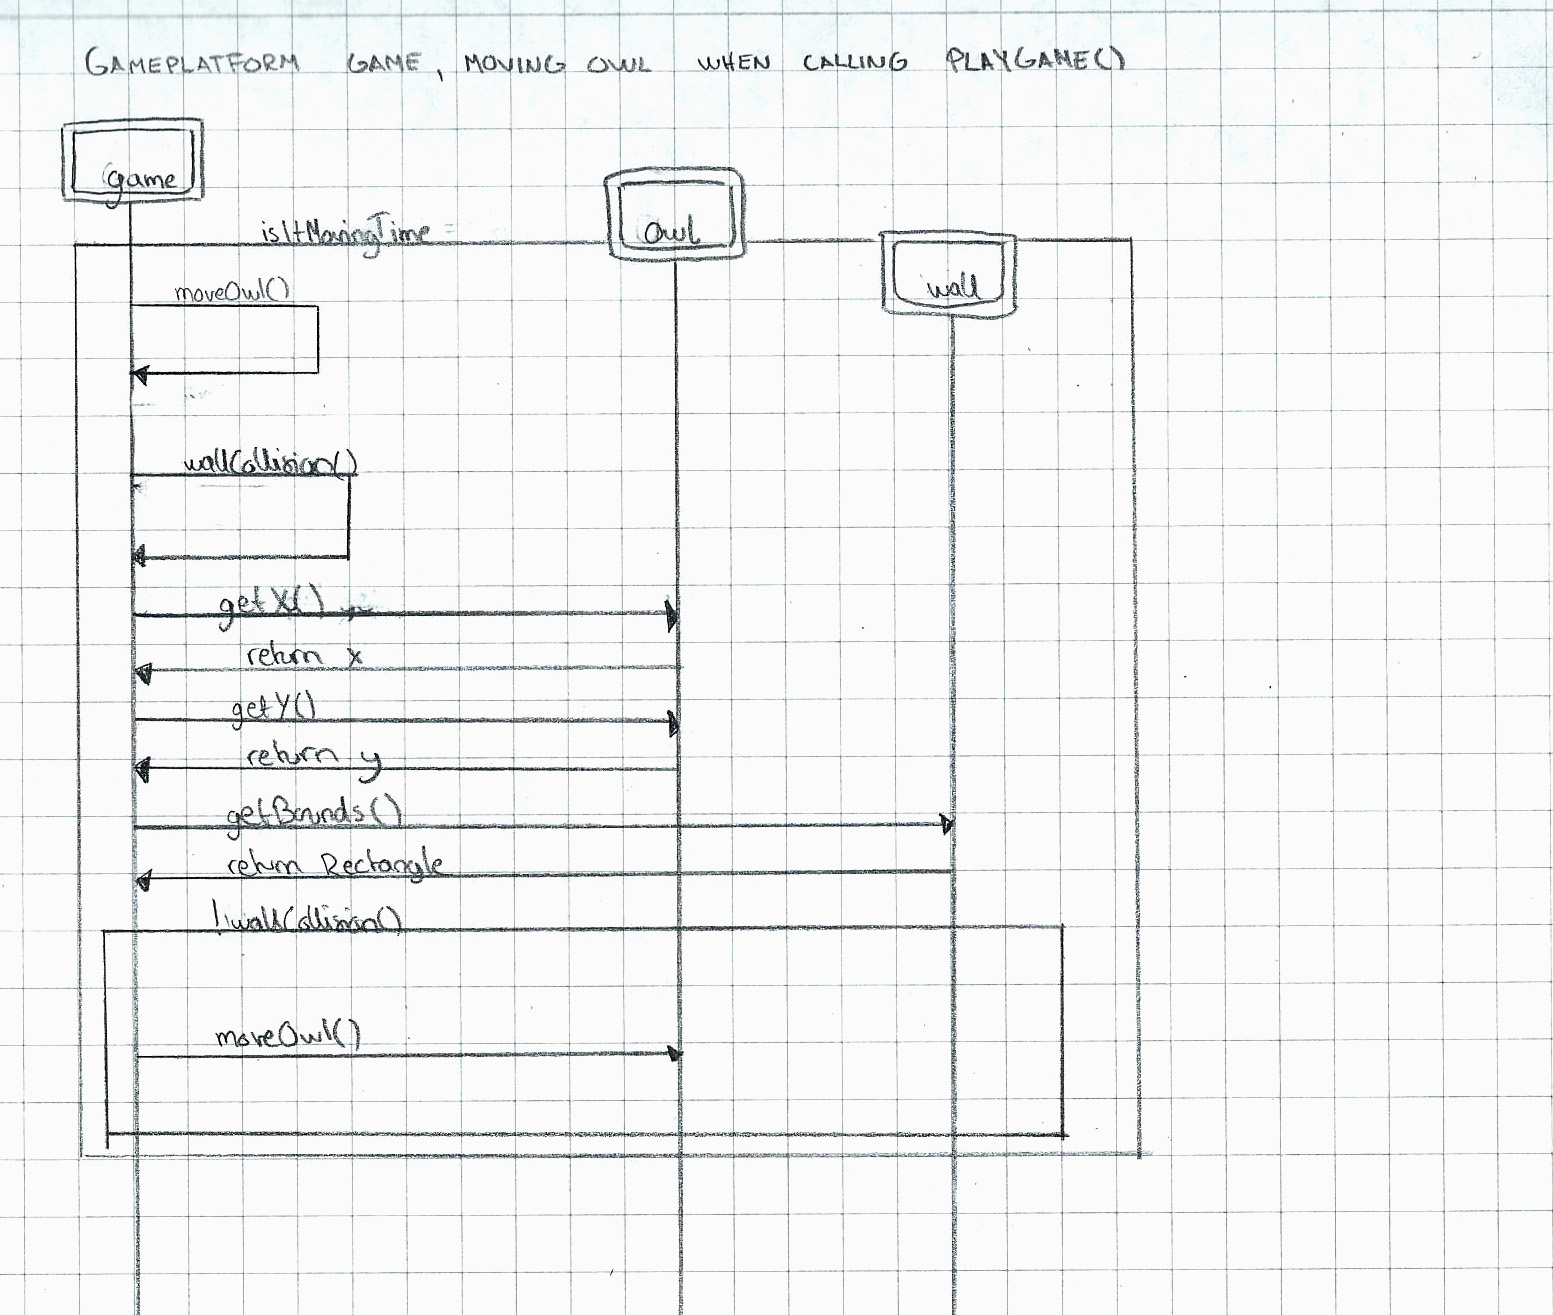 GAMEPLATFORM GAME, MOVING OWL WHEN CALLING PLAYGAME()
game
isItMovingTime =
owl
wall
moveOwl()
wallCollision()
getX()
return x
getY()
return y
getBounds()
return Rectangle
!wallCollision()
moveOwl()